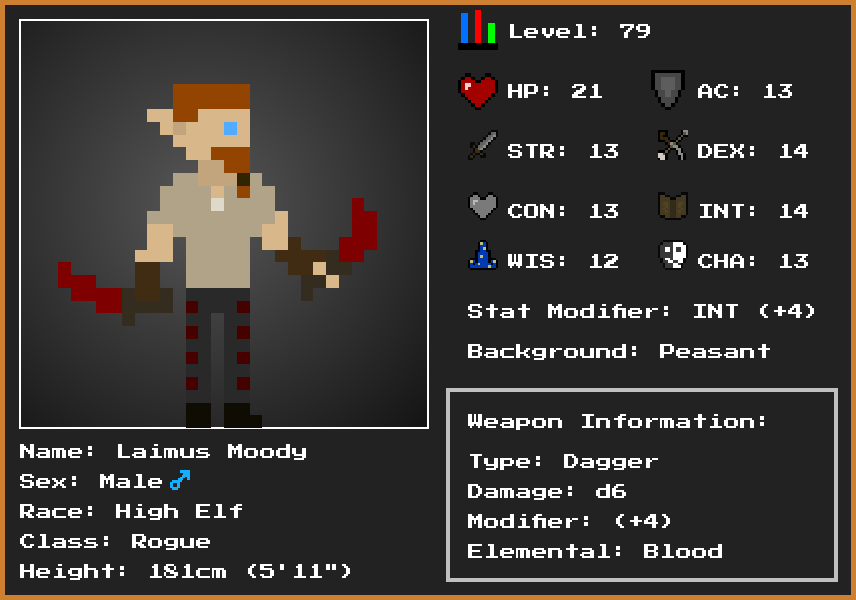 Level: 79
HP: 21 AC: 13
STR: 13 DEX: 14
CON: 13 INT: 14
WIS: 12 CHA: 13
Stat Modifier: INT (+4)
Background: Peasant
Weapon Information:
Type: Dagger
Damage: d6
Modifier: (+4)
Elemental: Blood
Name: Laimus Moody
Sex: Male ♂
Race: High Elf
Class: Rogue
Height: 181cm (5'11")